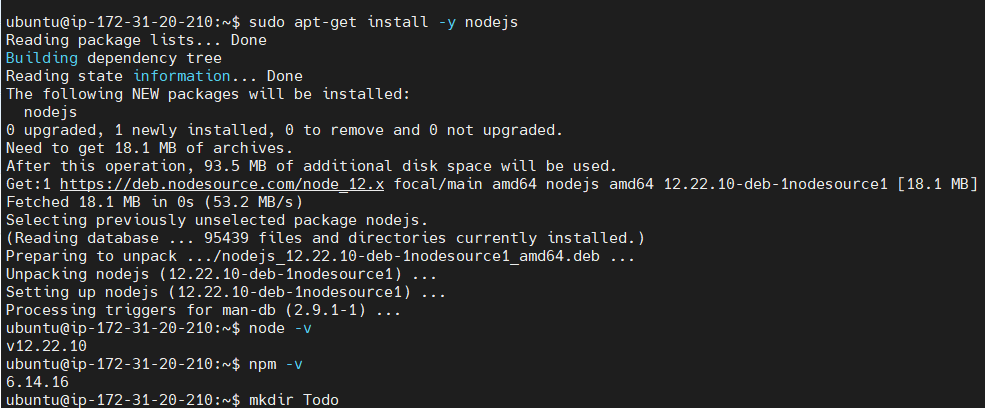 ubuntu@ip-172-31-20-210:~$ sudo apt-get install -y nodejs
Reading package lists... Done
Building dependency tree
Reading state information... Done
The following NEW packages will be installed:
  nodejs
0 upgraded, 1 newly installed, 0 to remove and 0 not upgraded.
Need to get 18.1 MB of archives.
After this operation, 93.5 MB of additional disk space will be used.
Get:1 https://deb.nodesource.com/node_12.x focal/main amd64 nodejs amd64 12.22.10-deb-1nodesource1 [18.1 MB]
Fetched 18.1 MB in 0s (53.2 MB/s)
Selecting previously unselected package nodejs.
(Reading database ... 95439 files and directories currently installed.)
Preparing to unpack .../nodejs_12.22.10-deb-1nodesource1_amd64.deb ...
Unpacking nodejs (12.22.10-deb-1nodesource1) ...
Setting up nodejs (12.22.10-deb-1nodesource1) ...
Processing triggers for man-db (2.9.1-1) ...
ubuntu@ip-172-31-20-210:~$ node -v
v12.22.10
ubuntu@ip-172-31-20-210:~$ npm -v
6.14.16
ubuntu@ip-172-31-20-210:~$ mkdir Todo